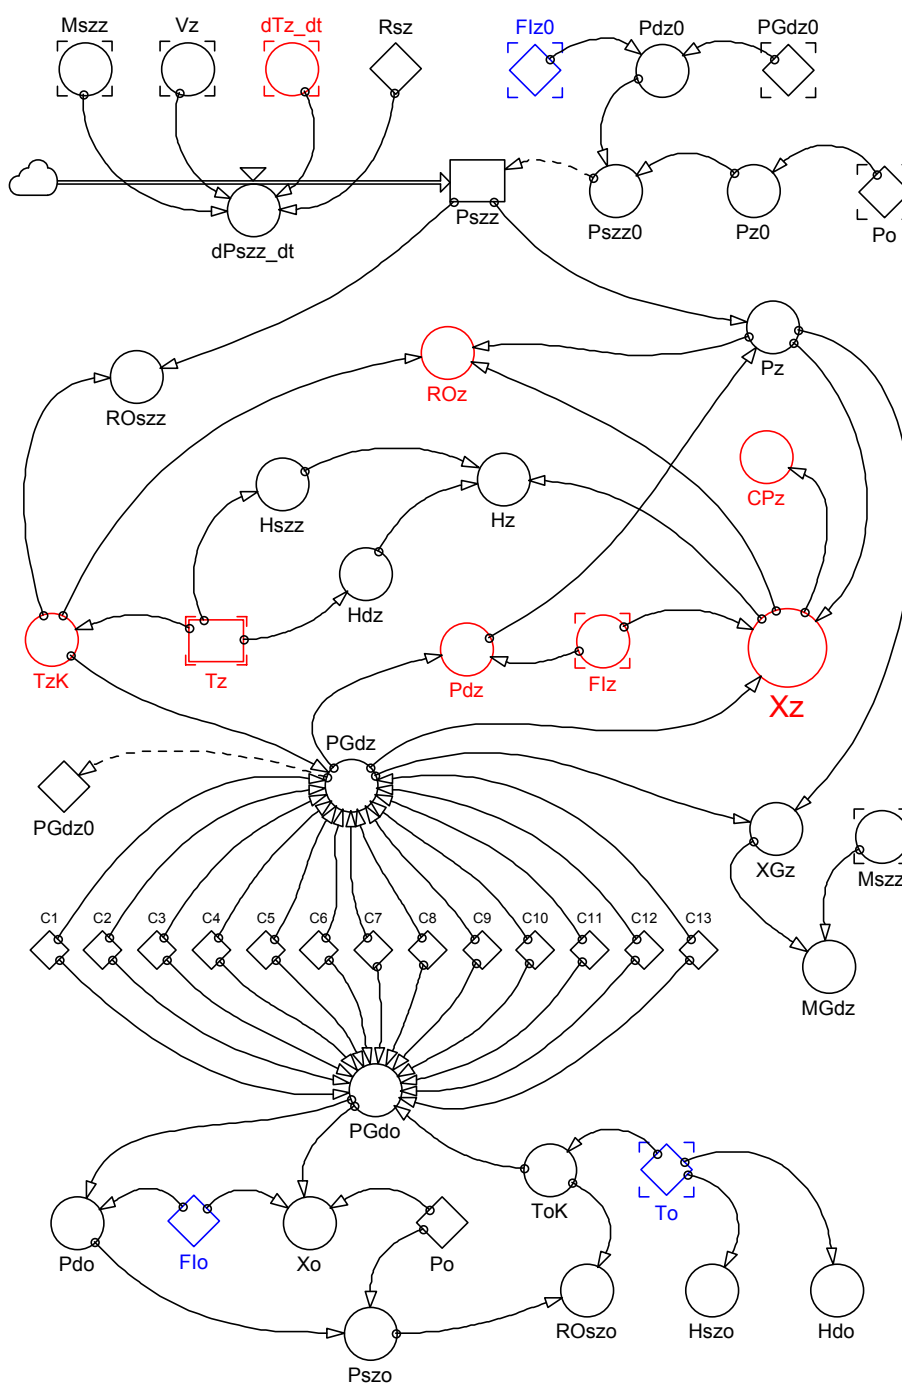 Mszz Vz dTz_dt Rsz FIz0 Pdz0 PGdz0
Pszz Pszz0 Pz0 Po
dPszz_dt
ROszz ROz Pz
CPz
Hszz Hz
Hdz
TzK Tz Pdz FIz Xz
PGdz
PGdz0 XGz Mszz
C1 C2 C3 C4 C5 C6 C7 C8 C9 C10 C11 C12 C13
MGdz
PGdo
Pdo FIo Xo Po ToK To
ROszo Hszo Hdo
Pszo